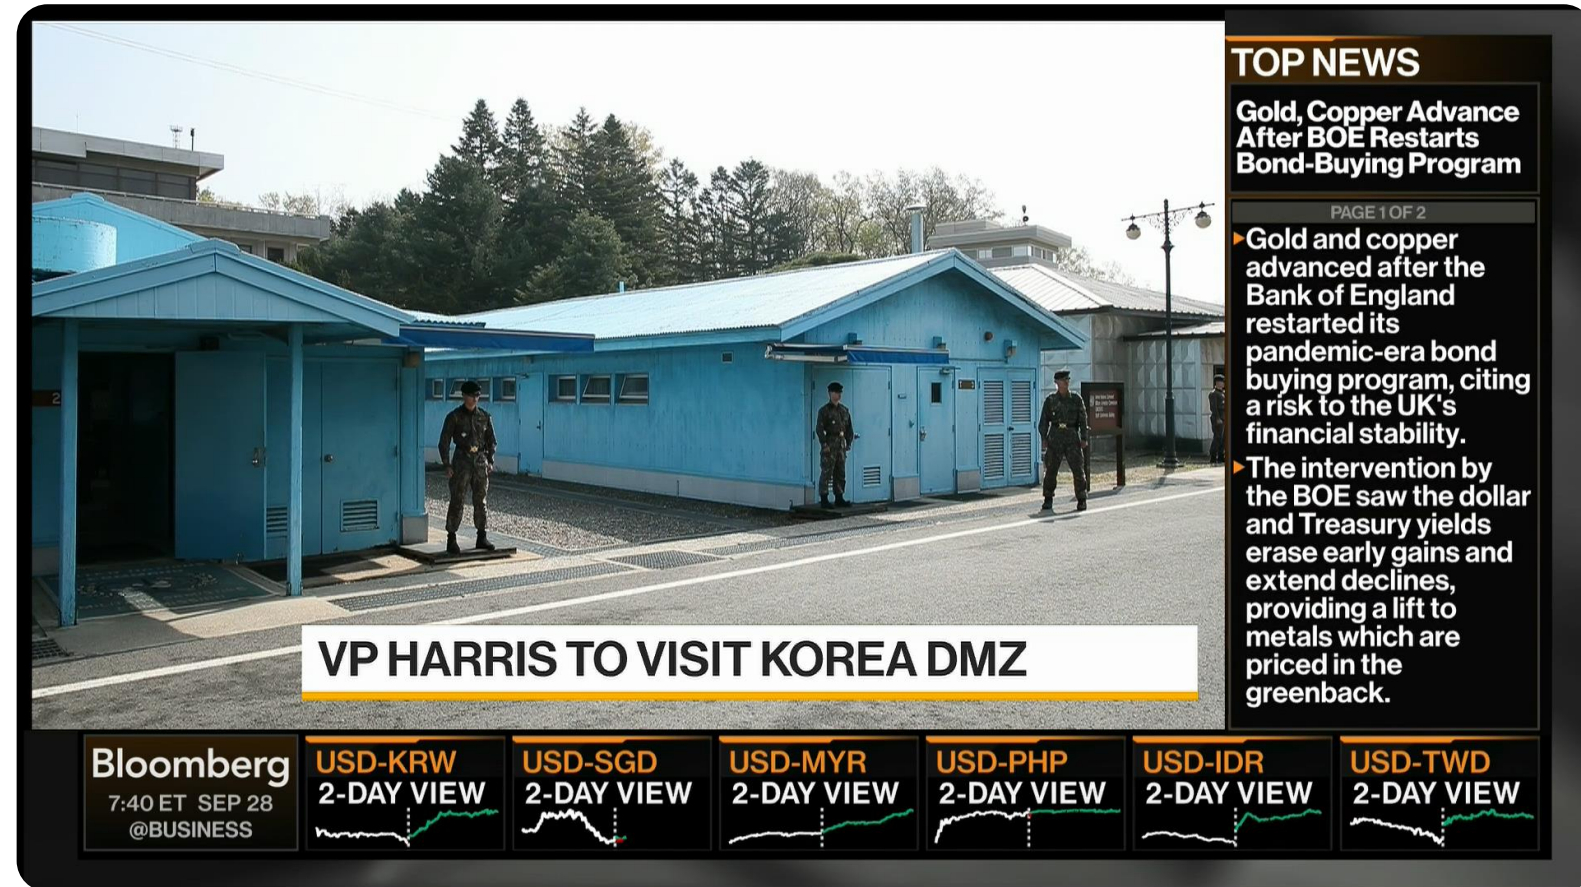 TOP NEWS
Gold, Copper Advance
After BOE Restarts
Bond-Buying Program
PAGE 1 OF 2
Gold and copper
advanced after the
Bank of England
restarted its
pandemic-era bond
buying program, citing
a risk to the UK's
financial stability.
The intervention by
the BOE saw the dollar
and Treasury yields
erase early gains and
extend declines,
providing a lift to
metals which are
priced in the
greenback.
2
VP HARRIS TO VISIT KOREA DMZ
Bloomberg
7:40 ET SEP 28
@BUSINESS
USD-KRW
2-DAY VIEW
USD-SGD
2-DAY VIEW
USD-MYR
2-DAY VIEW
USD-PHP
2-DAY VIEW
USD-IDR
2-DAY VIEW
USD-TWD
2-DAY VIEW